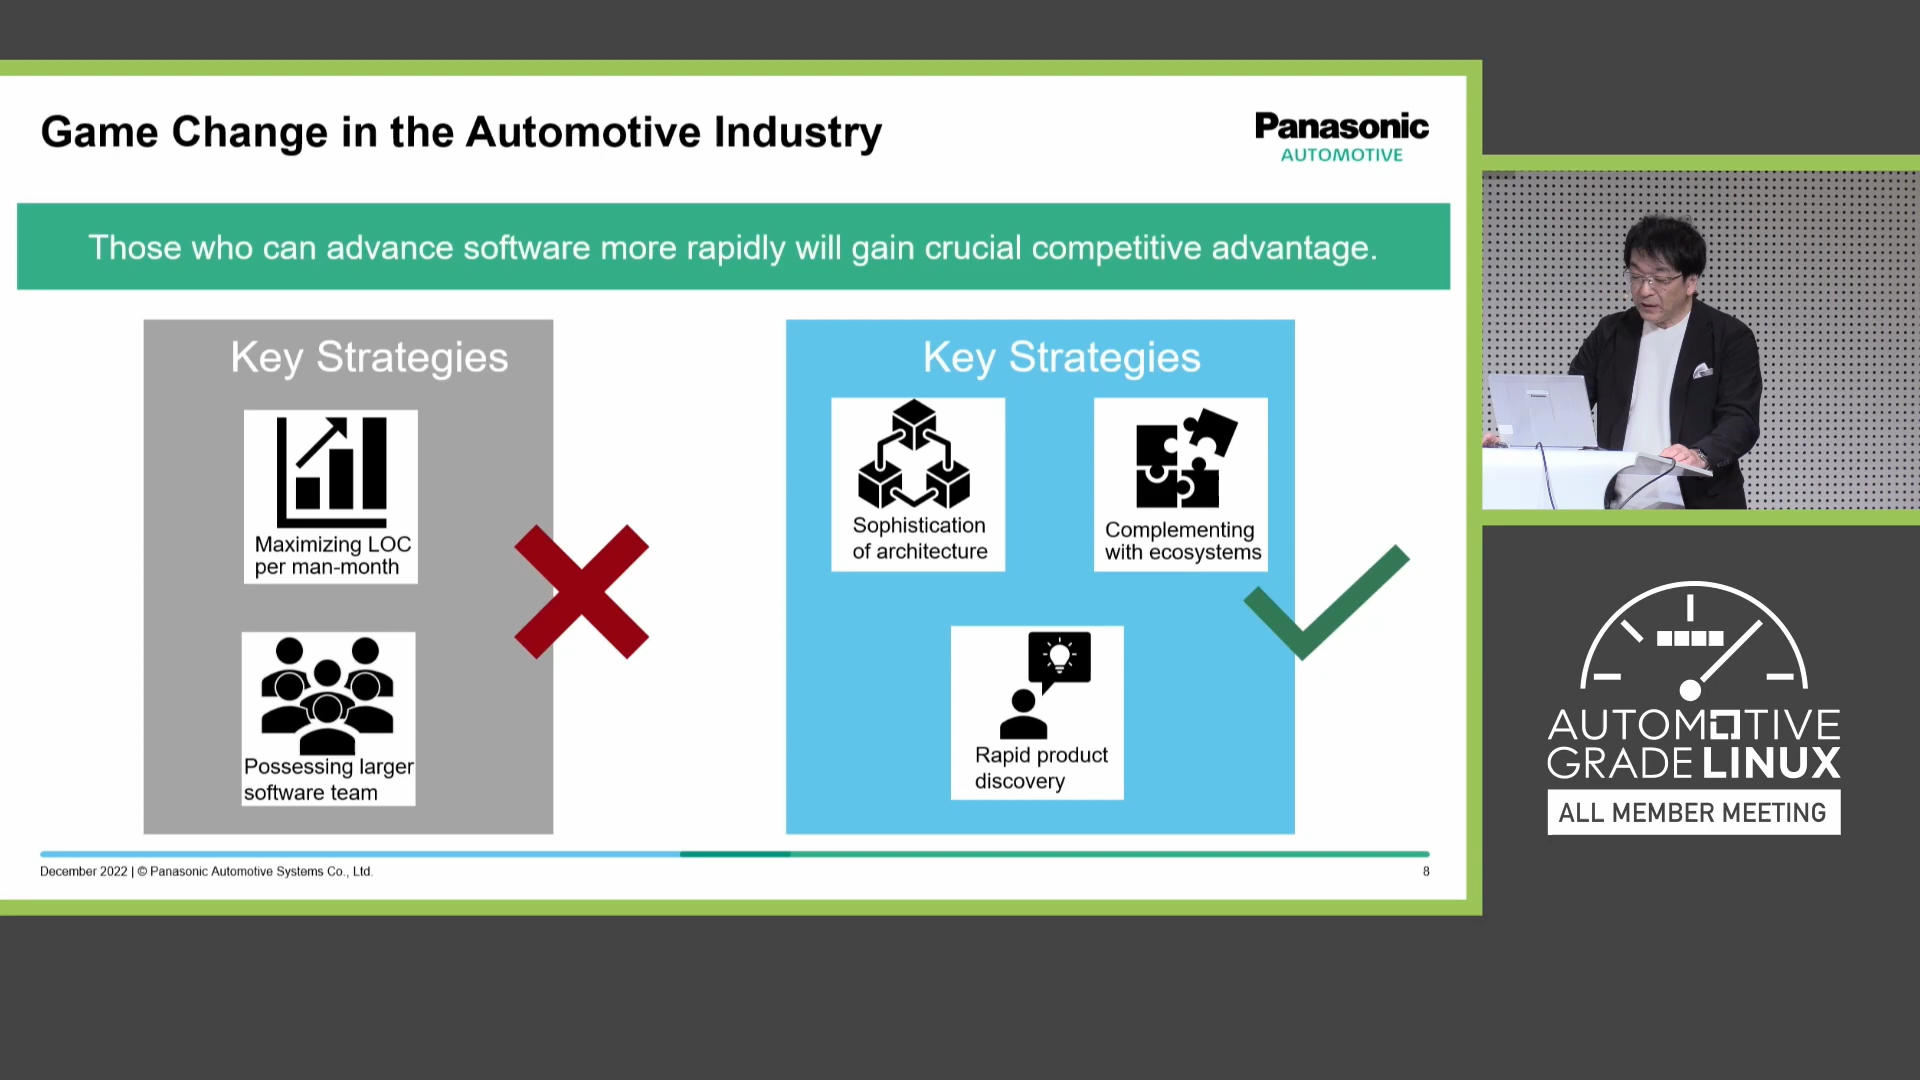 Game Change in the Automotive Industry
Panasonic
AUTOMOTIVE
Those who can advance software more rapidly will gain crucial competitive advantage.
Key Strategies
Maximizing LOC
per man-month
Possessing larger
software team
Key Strategies
Sophistication
of architecture
Complementing
with ecosystems
Rapid product
discovery
December 2022 | © Panasonic Automotive Systems Co., Ltd.
8
AUTOMOTIVE
GRADE LINUX
ALL MEMBER MEETING